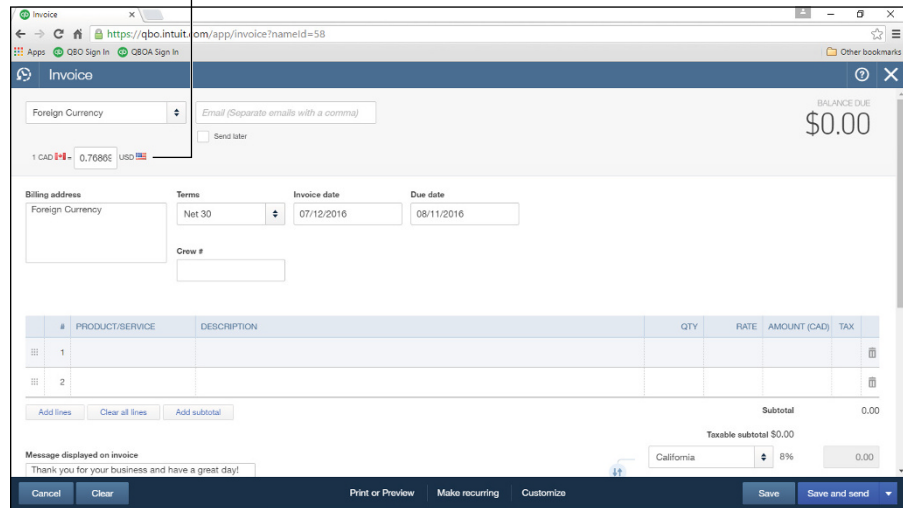 Invoice
https://qbo.intuit.com/app/invoice?nameId=58
Apps QBO Sign In QBOA Sign In Other bookmarks
Invoice
Foreign Currency Email (Separate emails with a comma) BALANCE DUE
$0.00
Send later
1 CAD = 0.76869 USD
Billing address Terms Invoice date Due date
Foreign Currency Net 30 07/12/2016 08/11/2016
Crew #
# PRODUCT/SERVICE DESCRIPTION QTY RATE AMOUNT (CAD) TAX
1
2
Add lines Clear all lines Add subtotal Subtotal 0.00
Taxable subtotal $0.00
Message displayed on invoice California 8% 0.00
Thank you for your business and have a great day!
Cancel Clear Print or Preview Make recurring Customize Save Save and send